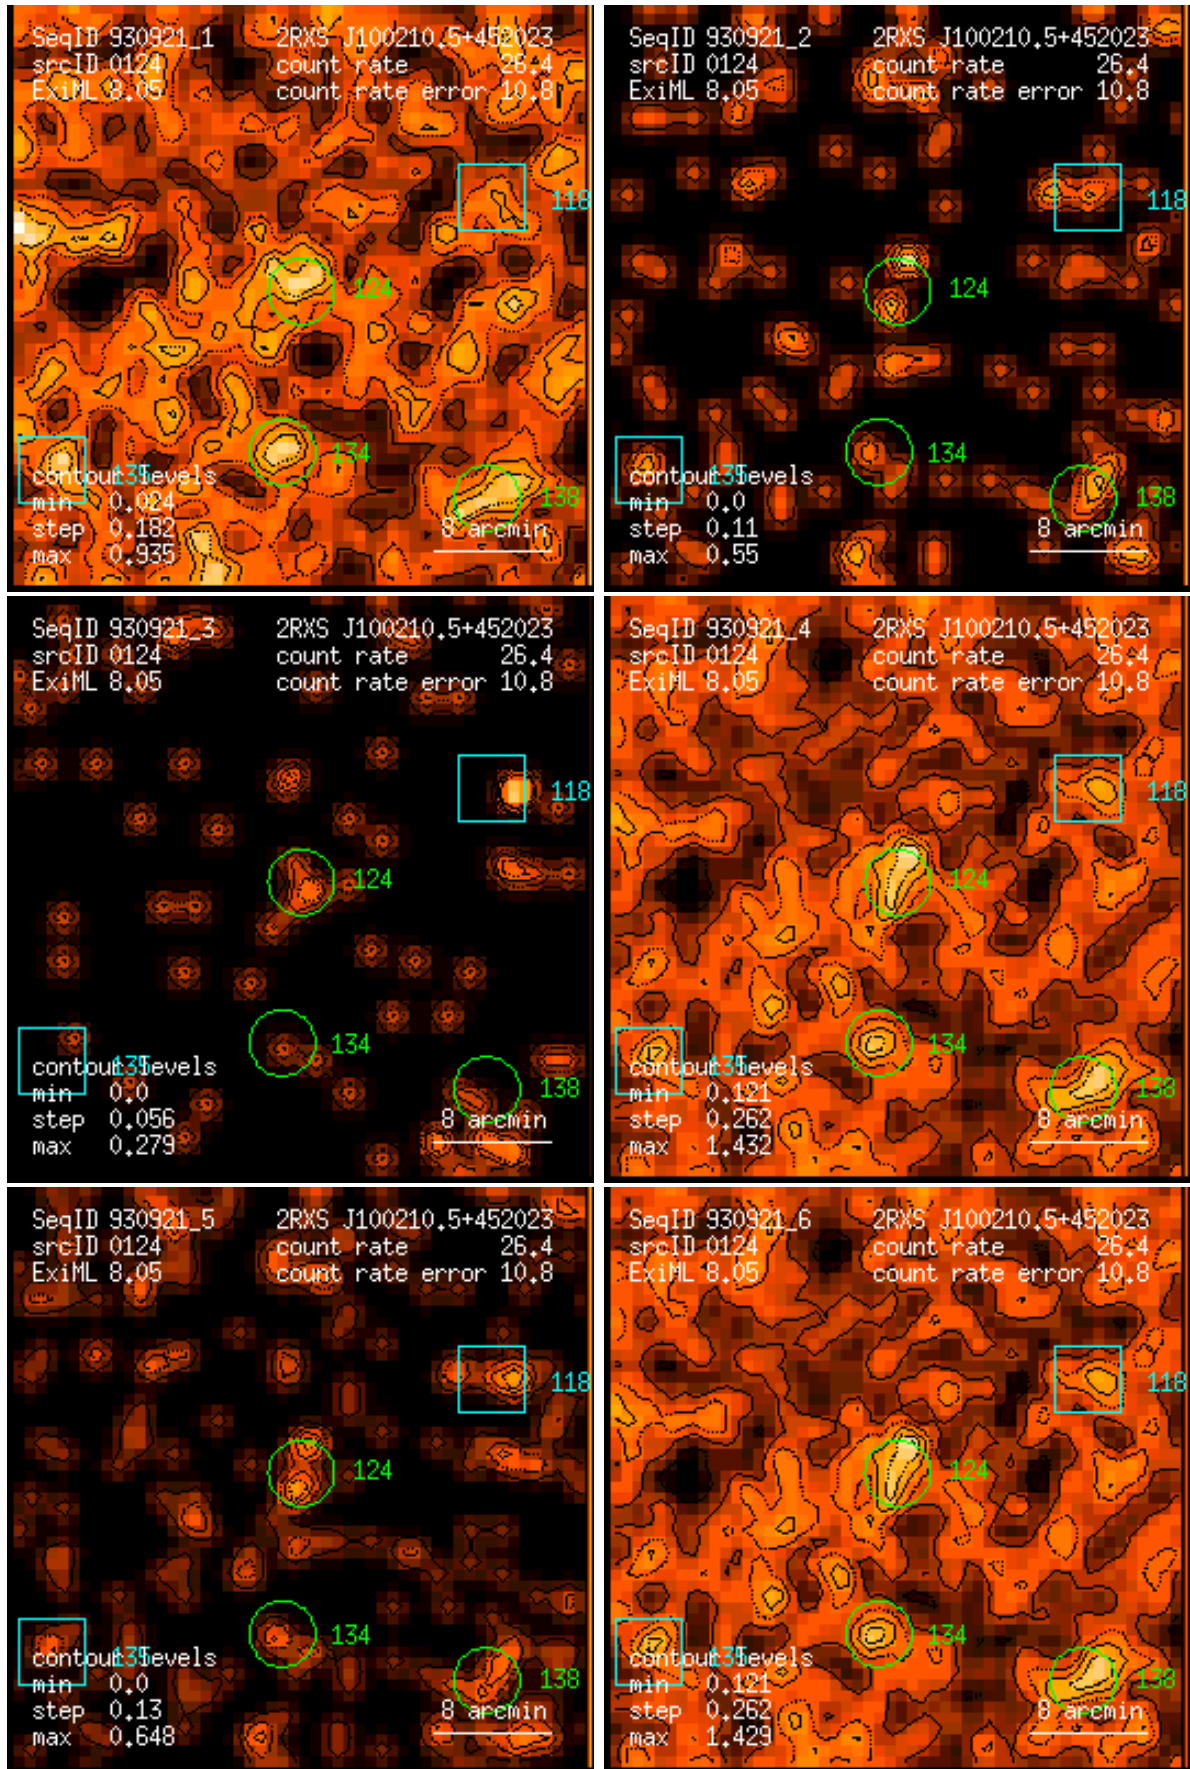 SeqID 930921_1 2RXS J100210.5+452023
srcID 0124 count rate 26.4
ExiML 8.05 count rate error 10.8
118
124
134
contour levels
135
min 0.024
138
step 0.182
8 arcmin
max 0.935
SeqID 930921_2 2RXS J100210.5+452023
srcID 0124 count rate 26.4
ExiML 8.05 count rate error 10.8
118
124
134
contour levels
135
min 0.0
138
step 0.11
8 arcmin
max 0.55
SeqID 930921_3 2RXS J100210.5+452023
srcID 0124 count rate 26.4
ExiML 8.05 count rate error 10.8
118
124
134
contour levels
135
min 0.0
138
step 0.056
8 arcmin
max 0.279
SeqID 930921_4 2RXS J100210.5+452023
srcID 0124 count rate 26.4
ExiML 8.05 count rate error 10.8
118
124
134
contour levels
135
min 0.121
138
step 0.262
8 arcmin
max 1.432
SeqID 930921_5 2RXS J100210.5+452023
srcID 0124 count rate 26.4
ExiML 8.05 count rate error 10.8
118
124
134
contour levels
135
min 0.0
138
step 0.13
8 arcmin
max 0.648
SeqID 930921_6 2RXS J100210.5+452023
srcID 0124 count rate 26.4
ExiML 8.05 count rate error 10.8
118
124
134
contour levels
135
min 0.121
138
step 0.262
8 arcmin
max 1.429